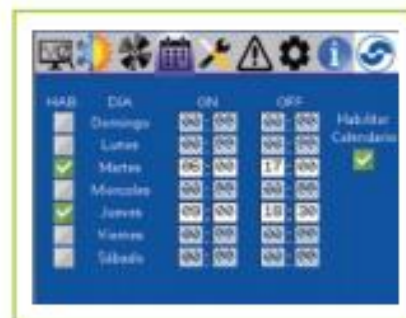 HAB DIA ON OFF
Domingo 00:00 00:00
Habilitar
Calendario
Lunes 00:00 00:00
Martes 06:00 17:00
Miercoles 00:00 00:00
Jueves 09:00 18:30
Viernes 00:00 00:00
Sábado 00:00 00:00